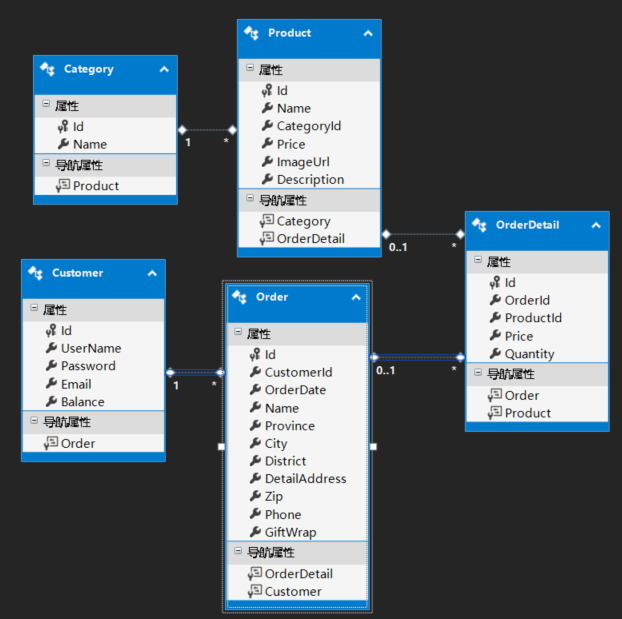 Category
属性
Id
Name
导航属性
Product
1
*
Product
属性
Id
Name
CategoryId
Price
ImageUrl
Description
导航属性
Category
OrderDetail
0..1
*
OrderDetail
属性
Id
OrderId
ProductId
Price
Quantity
导航属性
Order
Product
Customer
属性
Id
UserName
Password
Email
Balance
导航属性
Order
1
*
Order
属性
Id
CustomerId
OrderDate
Name
Province
City
District
DetailAddress
Zip
Phone
GiftWrap
导航属性
OrderDetail
Customer
0..1
*